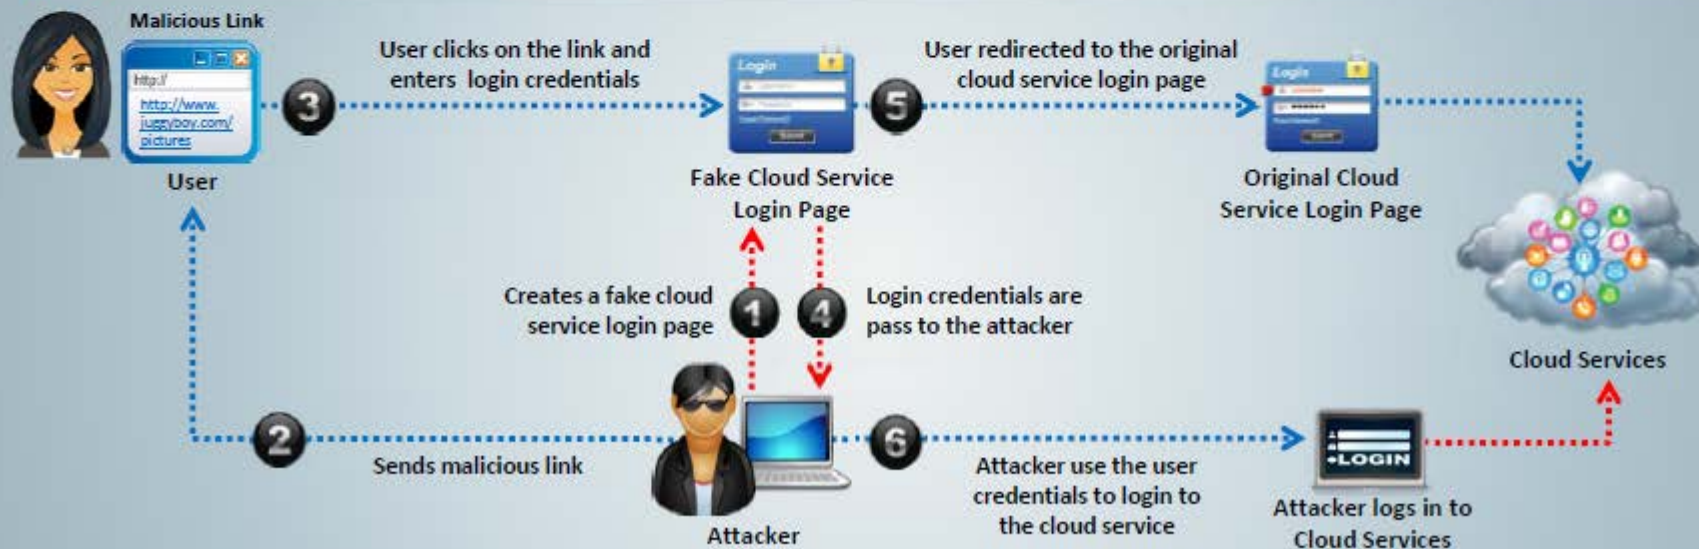 Malicious Link
http://
http://www.
juggyboy.com/
pictures
User
3
User clicks on the link and
enters login credentials
Login
Fake Cloud Service
Login Page
5
User redirected to the original
cloud service login page
Login
Original Cloud
Service Login Page
Cloud Services
Creates a fake cloud
service login page
1
4
Login credentials are
pass to the attacker
2
Sends malicious link
Attacker
6
Attacker use the user
credentials to login to
the cloud service
LOGIN
Attacker logs in to
Cloud Services